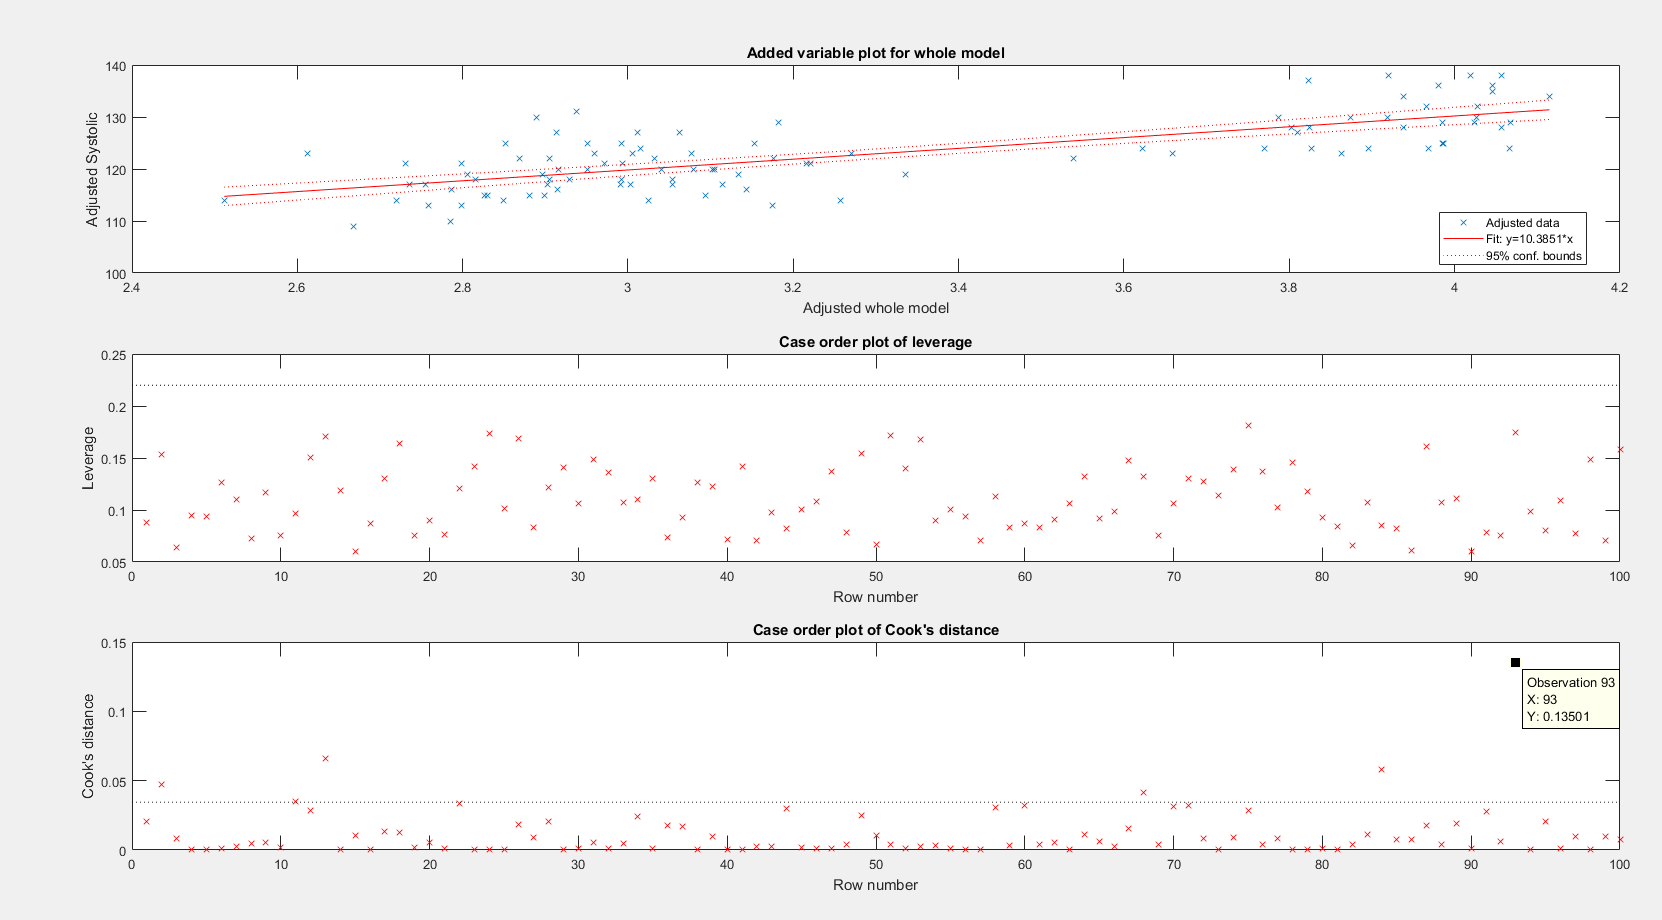 Added variable plot for whole model
140
130
120
110
100
Adjusted Systolic
Adjusted data
Fit: y=10.3851*x
95% conf. bounds
2.4 2.6 2.8 3 3.2 3.4 3.6 3.8 4 4.2
Adjusted whole model
Case order plot of leverage
0.25
0.2
0.15
0.1
0.05
Leverage
0 10 20 30 40 50 60 70 80 90 100
Row number
Case order plot of Cook's distance
0.15
0.1
0.05
0
Cook's distance
Observation 93
X: 93
Y: 0.13501
0 10 20 30 40 50 60 70 80 90 100
Row number